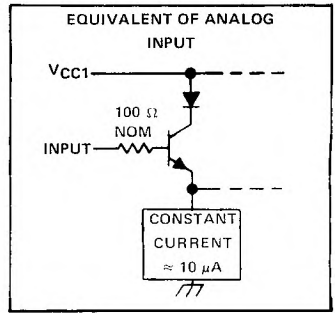 EQUIVALENT OF ANALOG
INPUT
VCC1
100 Ω
NOM
INPUT
CONSTANT
CURRENT
≈ 10 μA